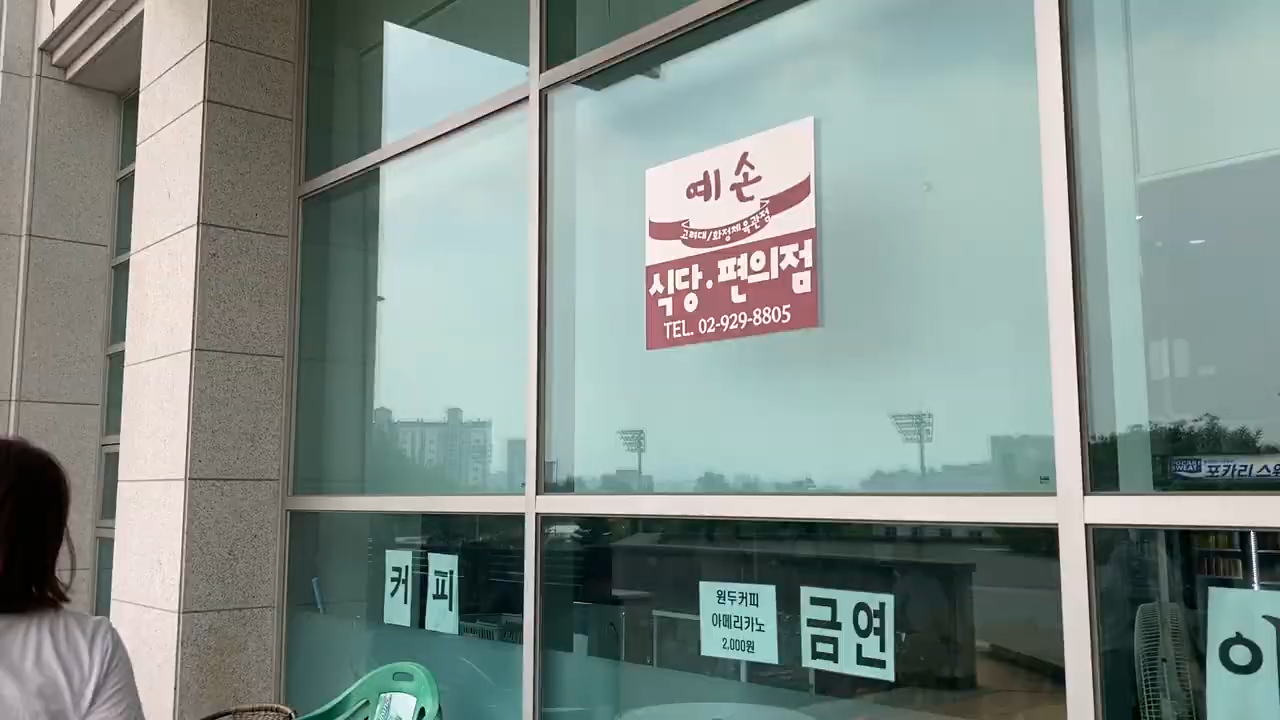 예손
고려대/화정체육관점
식당·편의점
TEL. 02-929-8805
포카리스
커피
원두커피
아메리카노
2,000원
금연